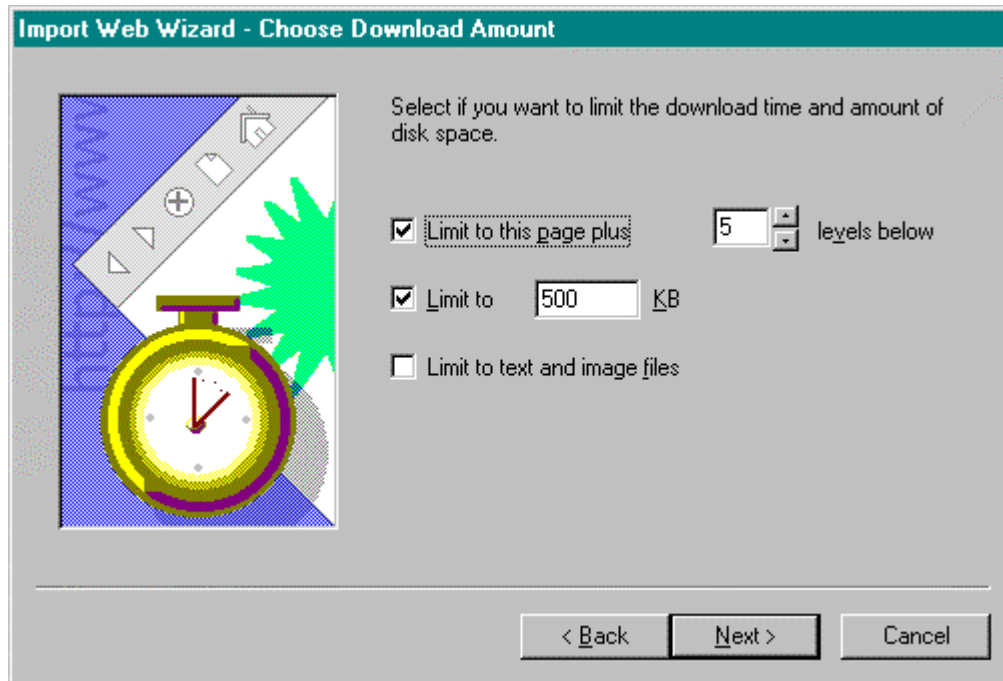 Import Web Wizard - Choose Download Amount
http://www
Select if you want to limit the download time and amount of
disk space.
Limit to this page plus 5 levels below
Limit to 500 KB
Limit to text and image files
< Back Next > Cancel